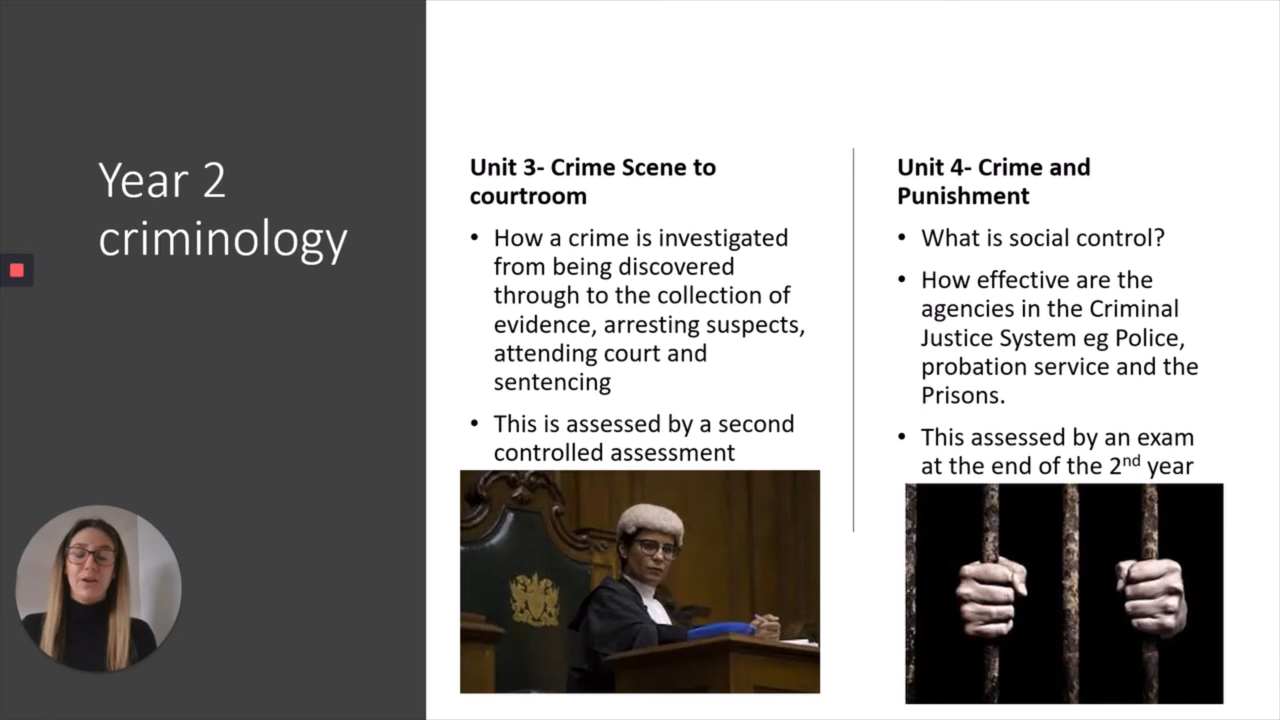 Year 2
criminology
Unit 3- Crime Scene to
courtroom
• How a crime is investigated
from being discovered
through to the collection of
evidence, arresting suspects,
attending court and
sentencing
• This is assessed by a second
controlled assessment
Unit 4- Crime and
Punishment
• What is social control?
• How effective are the
agencies in the Criminal
Justice System eg Police,
probation service and the
Prisons.
• This assessed by an exam
at the end of the 2nd year